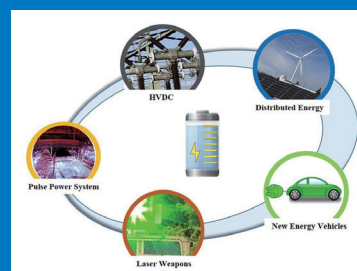 HVDC
Distributed Energy
Pulse Power System
New Energy Vehicles
Laser Weapons